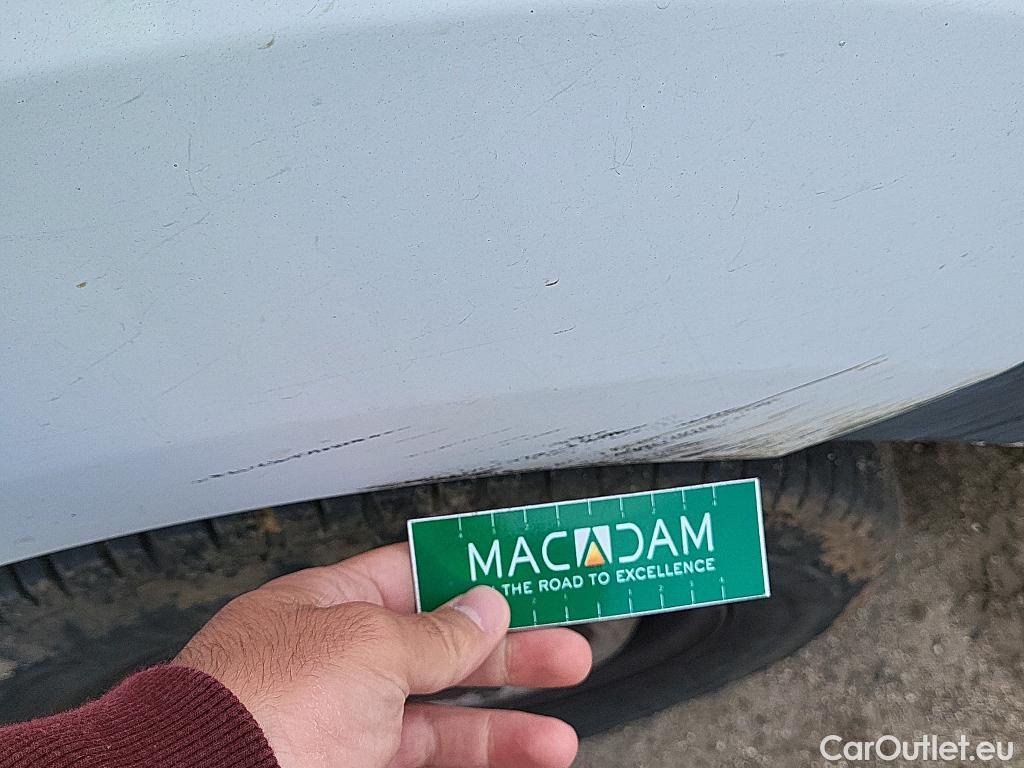 MACADAM
THE ROAD TO EXCELLENCE
CarOutlet.eu